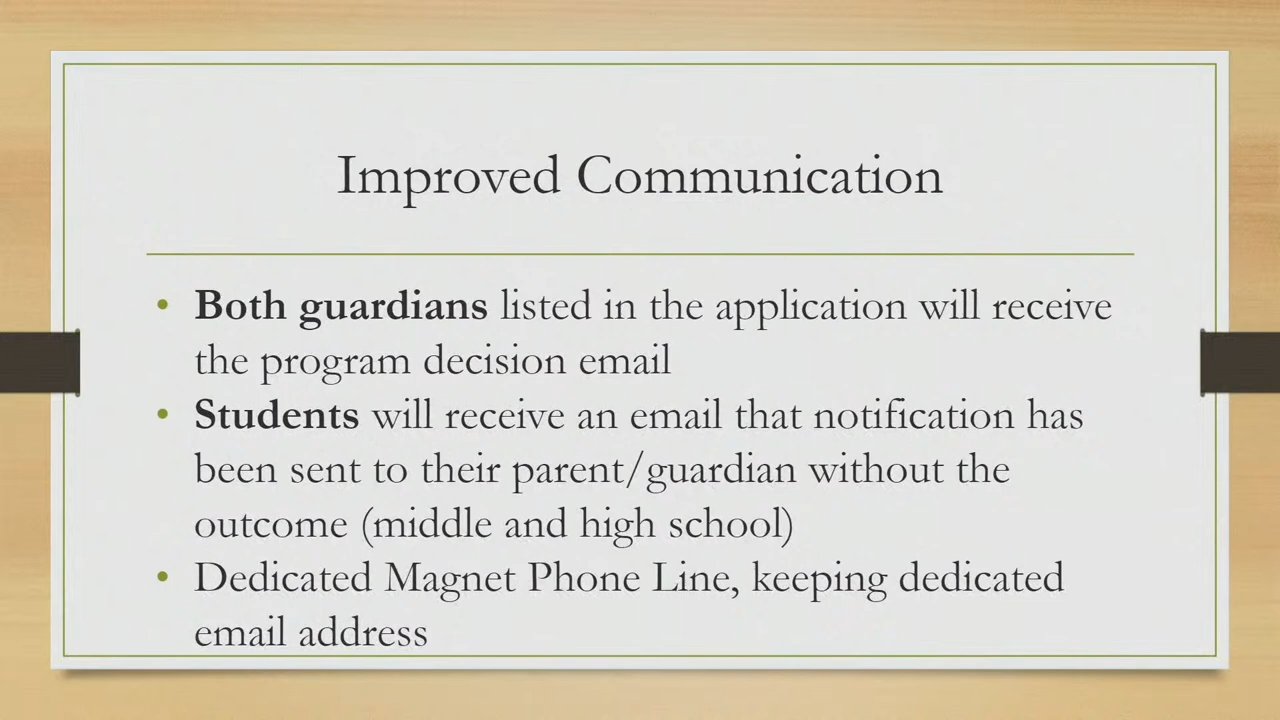 Improved Communication
• Both guardians listed in the application will receive
the program decision email
• Students will receive an email that notification has
been sent to their parent/guardian without the
outcome (middle and high school)
• Dedicated Magnet Phone Line, keeping dedicated
email address